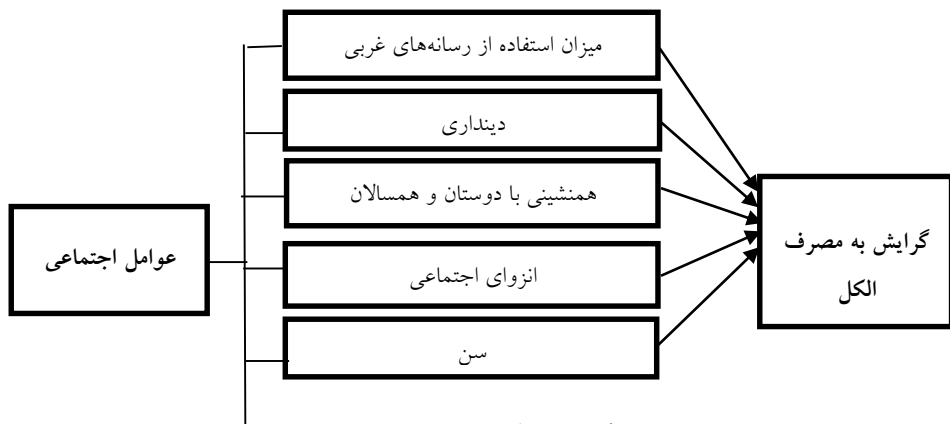 میزان استفاده از رسانه‌های غربی
دینداری
همنشینی با دوستان و همسالان
انزوای اجتماعی
سن
عوامل اجتماعی
گرایش به مصرف
الکل